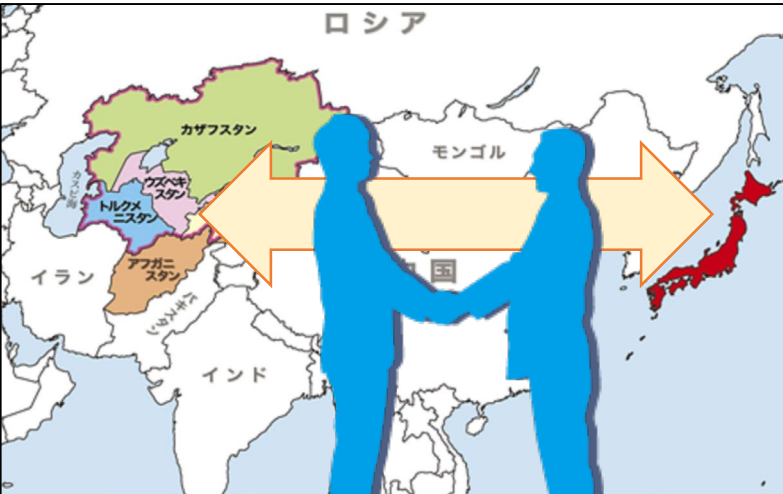 ロシア
カザフスタン
モンゴル
カスピ海
ウズベキ
スタン
トルクメ
ニスタン
アフガニ
スタン
イラン
国
パキスタン
インド